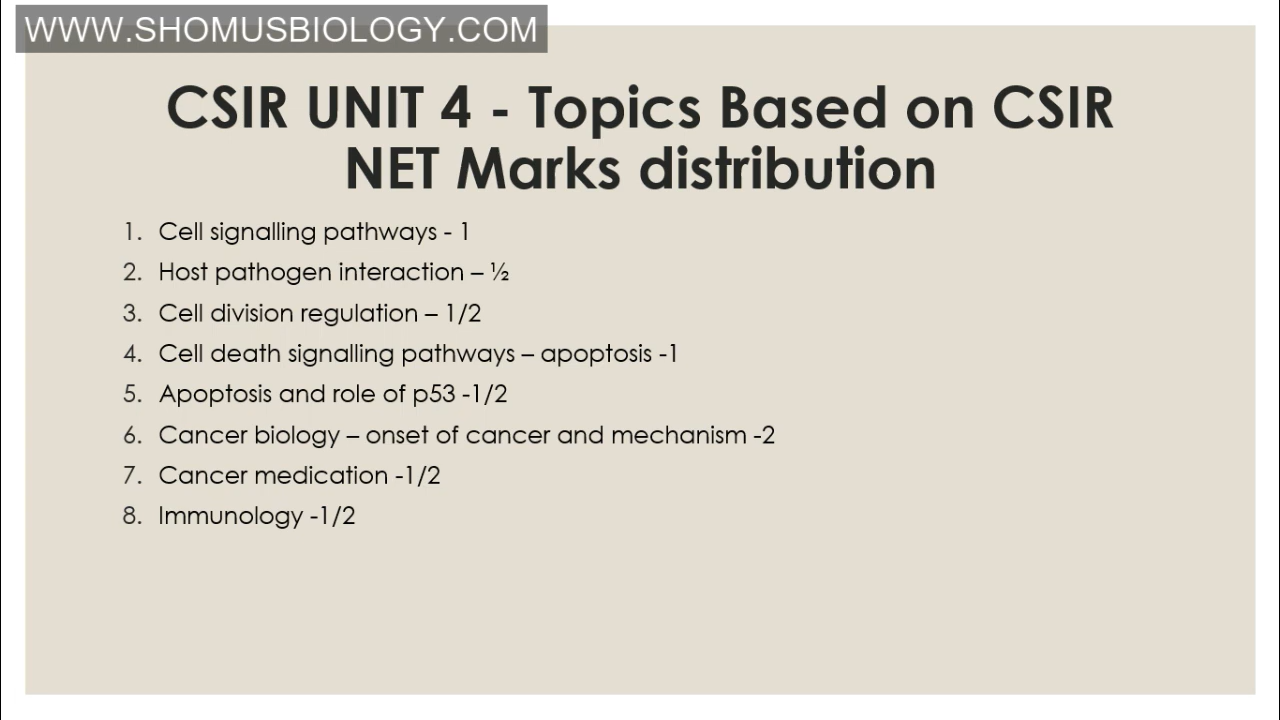 WWW.SHOMUSBIOLOGY.COM
CSIR UNIT 4 - Topics Based on CSIR
NET Marks distribution
1. Cell signalling pathways - 1
2. Host pathogen interaction – ½
3. Cell division regulation – 1/2
4. Cell death signalling pathways – apoptosis -1
5. Apoptosis and role of p53 -1/2
6. Cancer biology – onset of cancer and mechanism -2
7. Cancer medication -1/2
8. Immunology -1/2